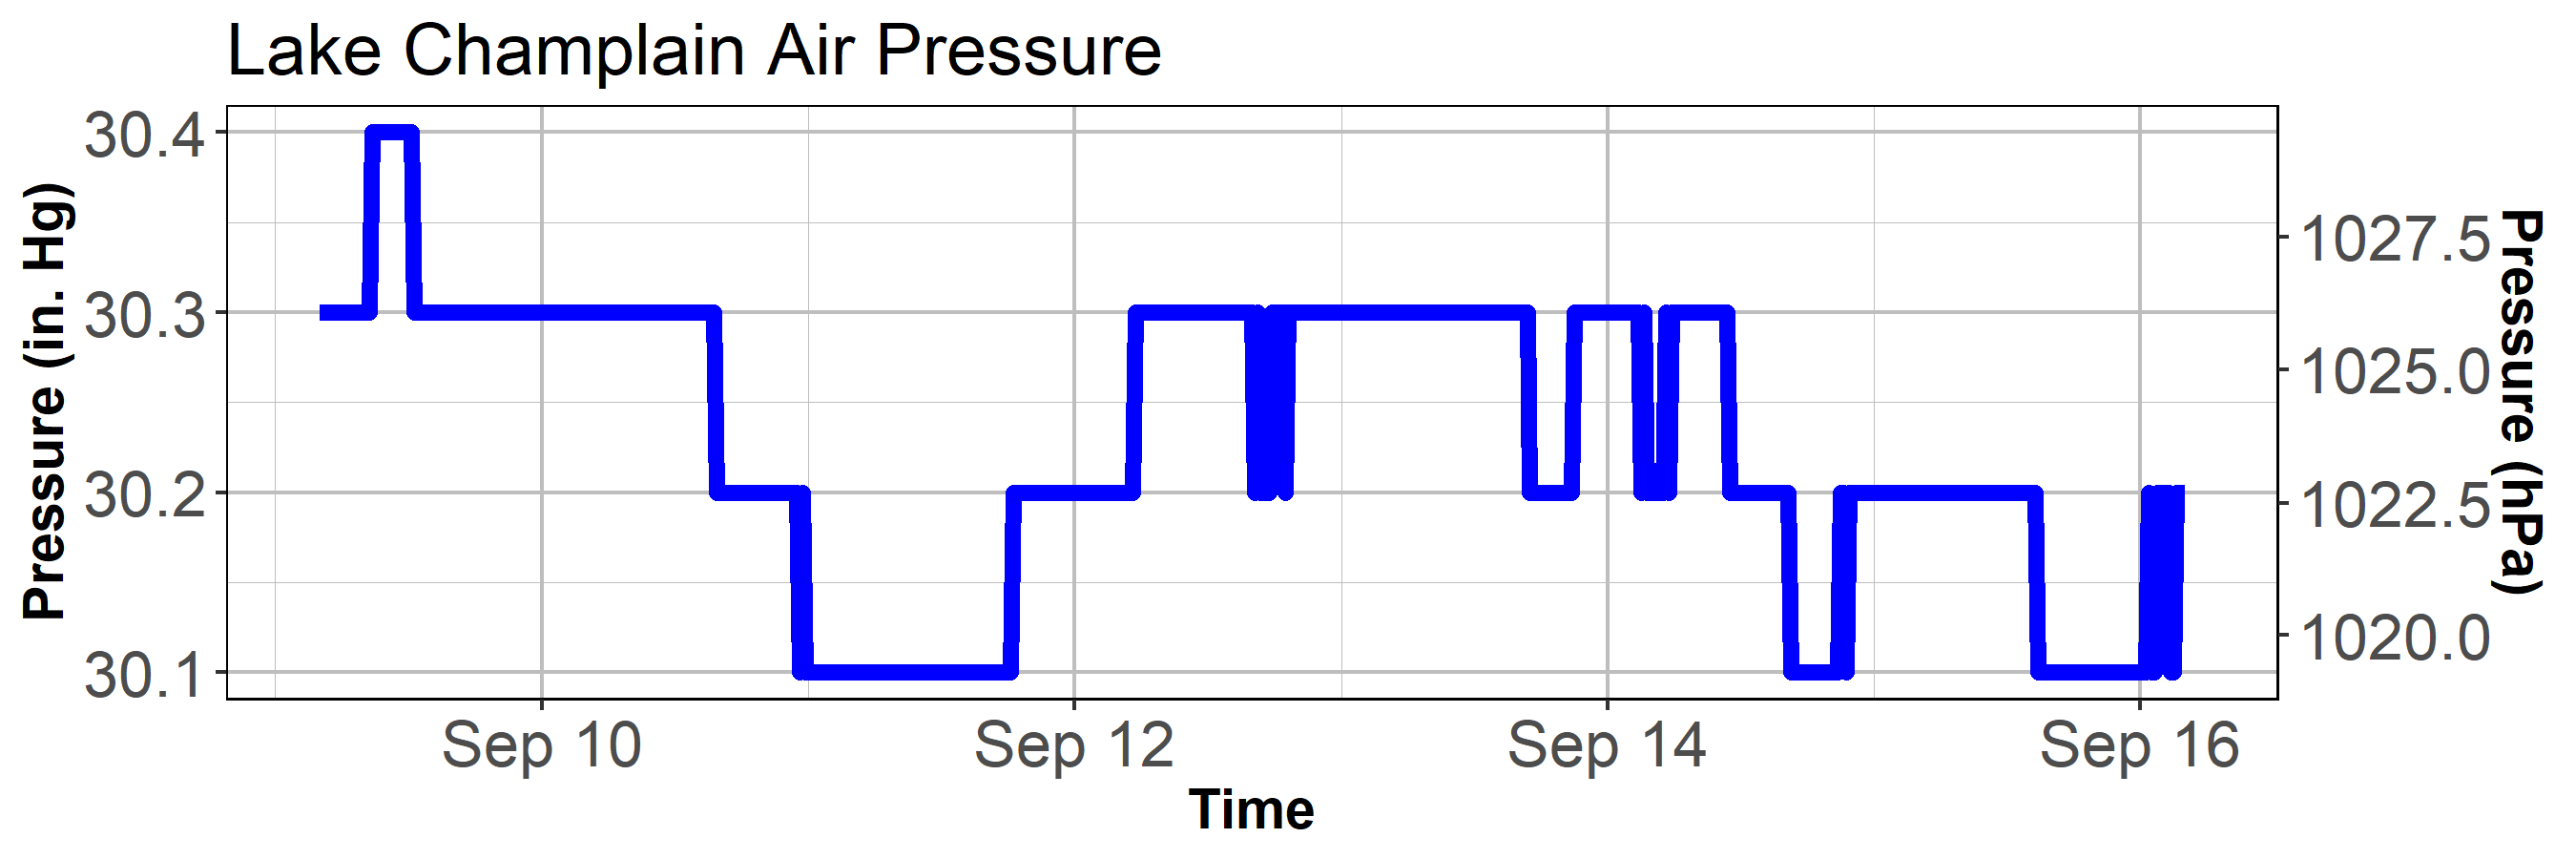 Lake Champlain Air Pressure
Pressure (in. Hg)
30.4
30.3
30.2
30.1
1027.5
1025.0
1022.5
1020.0
Pressure (hPa)
Sep 10 Sep 12 Sep 14 Sep 16
Time